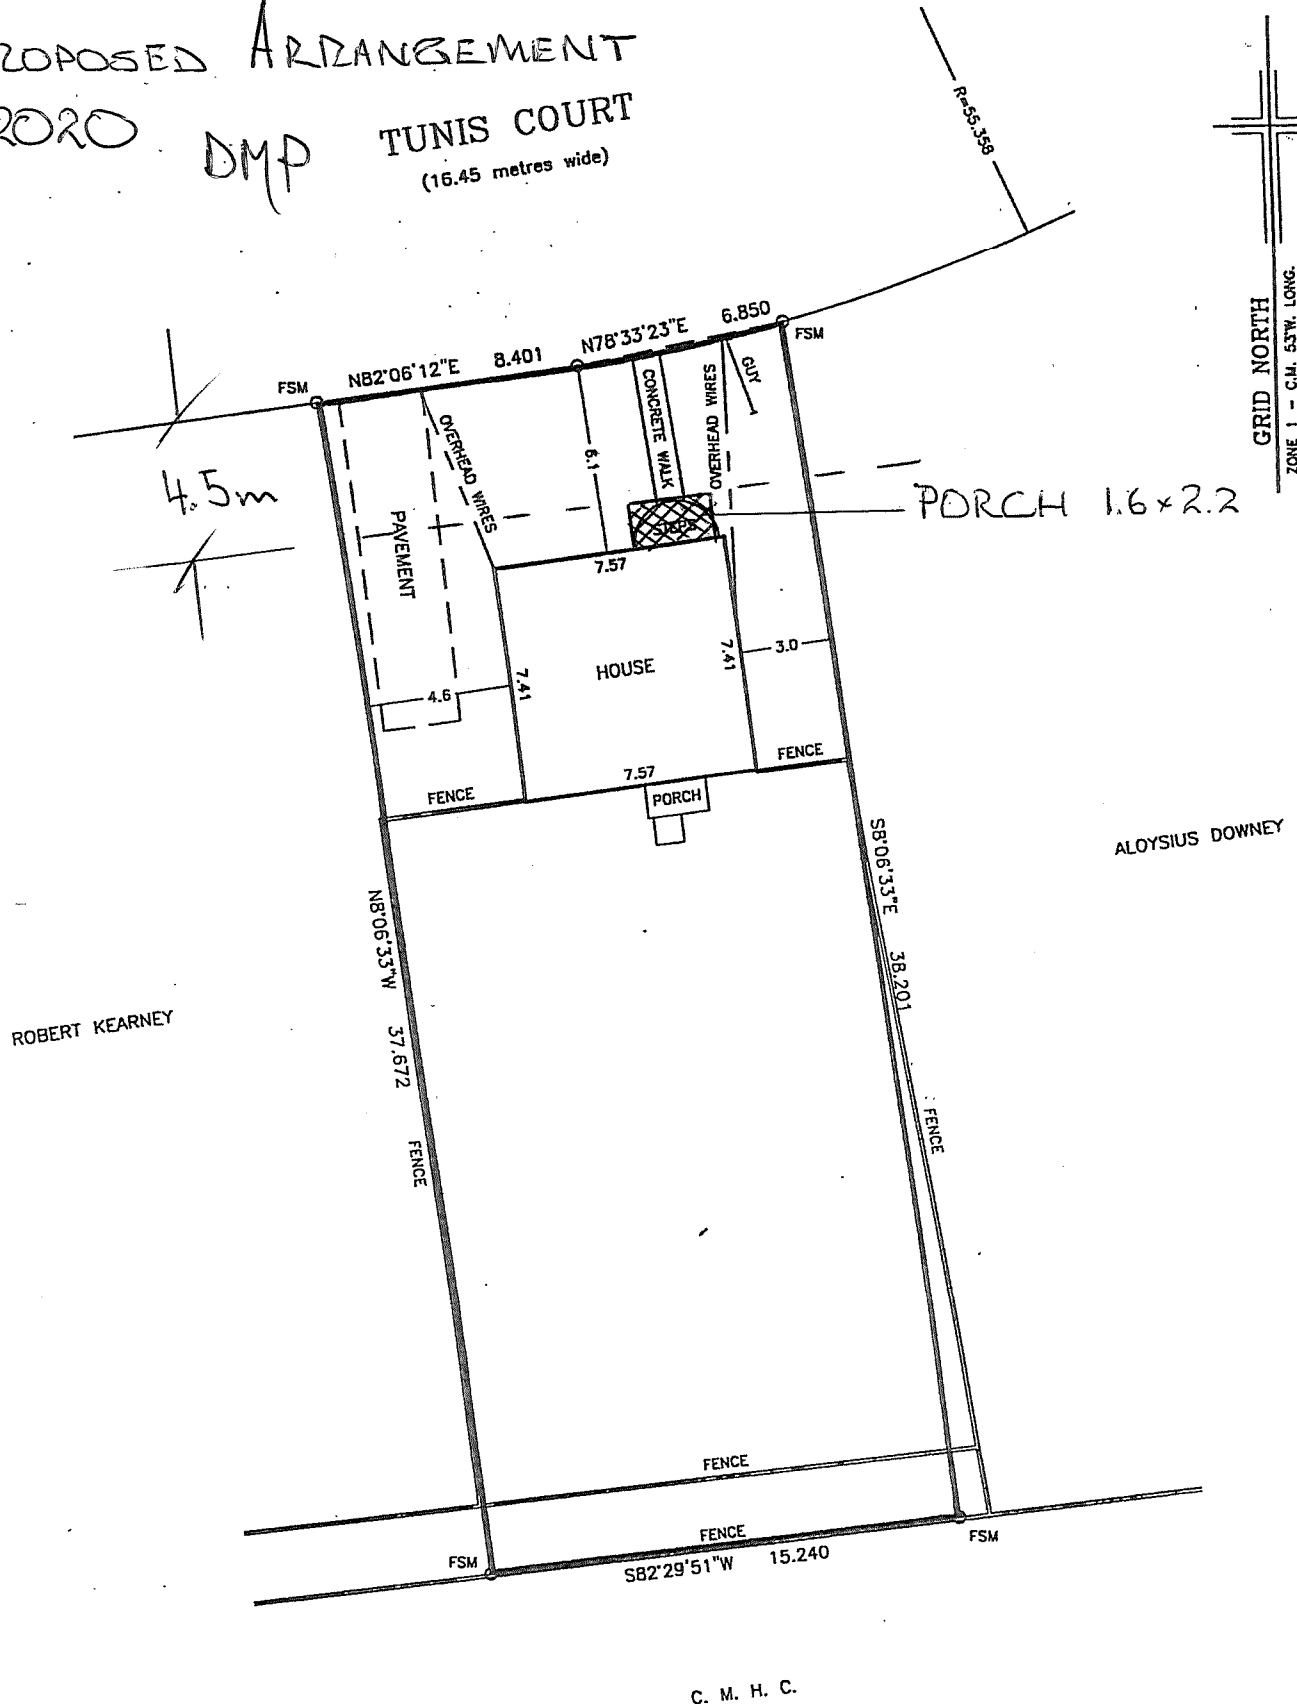 ROPOSED ARRANGEMENT
2020 DMP
TUNIS COURT
(16.45 metres wide)
R=55.358
GRID NORTH
ZONE 1 - C.M. 53°W. LONG.
FSM
N82°06'12"E 8.401
N78°33'23"E 6.850
FSM
4.5m
PAVEMENT
OVERHEAD WIRES
6.1
CONCRETE WALK
OVERHEAD WIRES
GUY
STEPS
PORCH 1.6 x 2.2
7.57
HOUSE
7.41
7.41
4.6
3.0
7.57
FENCE
FENCE
PORCH
ALOYSIUS DOWNEY
ROBERT KEARNEY
N8°06'33"W 37.672
FENCE
S8°06'33"E 38.201
FENCE
FENCE
FENCE
FSM
S82°29'51"W 15.240
FSM
C. M. H. C.